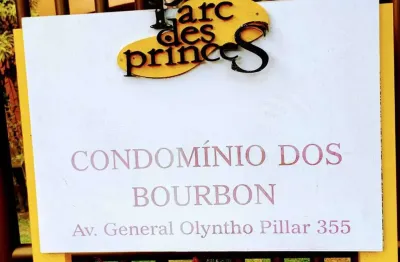 Parc
des
princeS
CONDOMÍNIO DOS
BOURBON
Av. General Olyntho Pillar 355